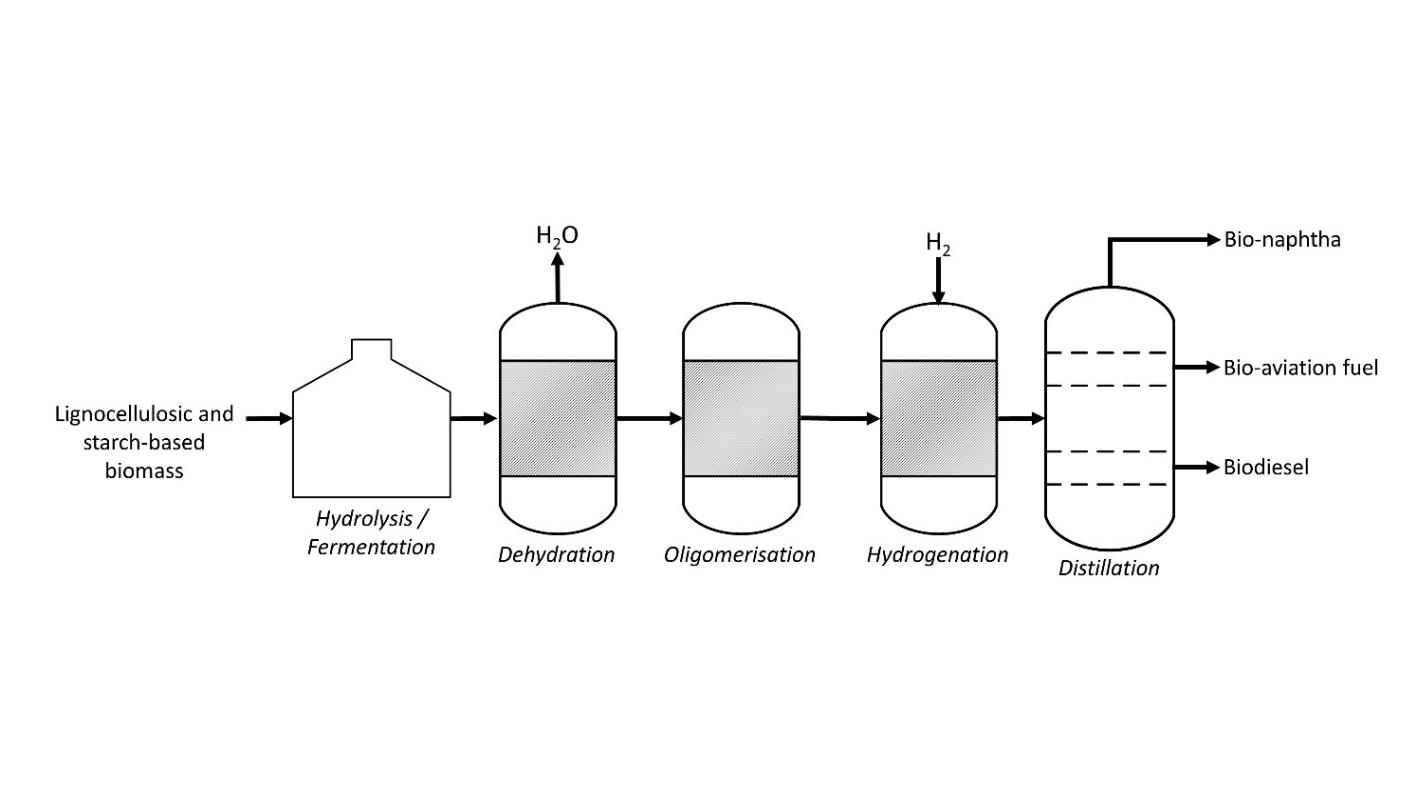 H₂O
H₂
Bio-naphtha
Bio-aviation fuel
Lignocellulosic and
starch-based
biomass
Biodiesel
Hydrolysis /
Fermentation
Dehydration
Oligomerisation
Hydrogenation
Distillation